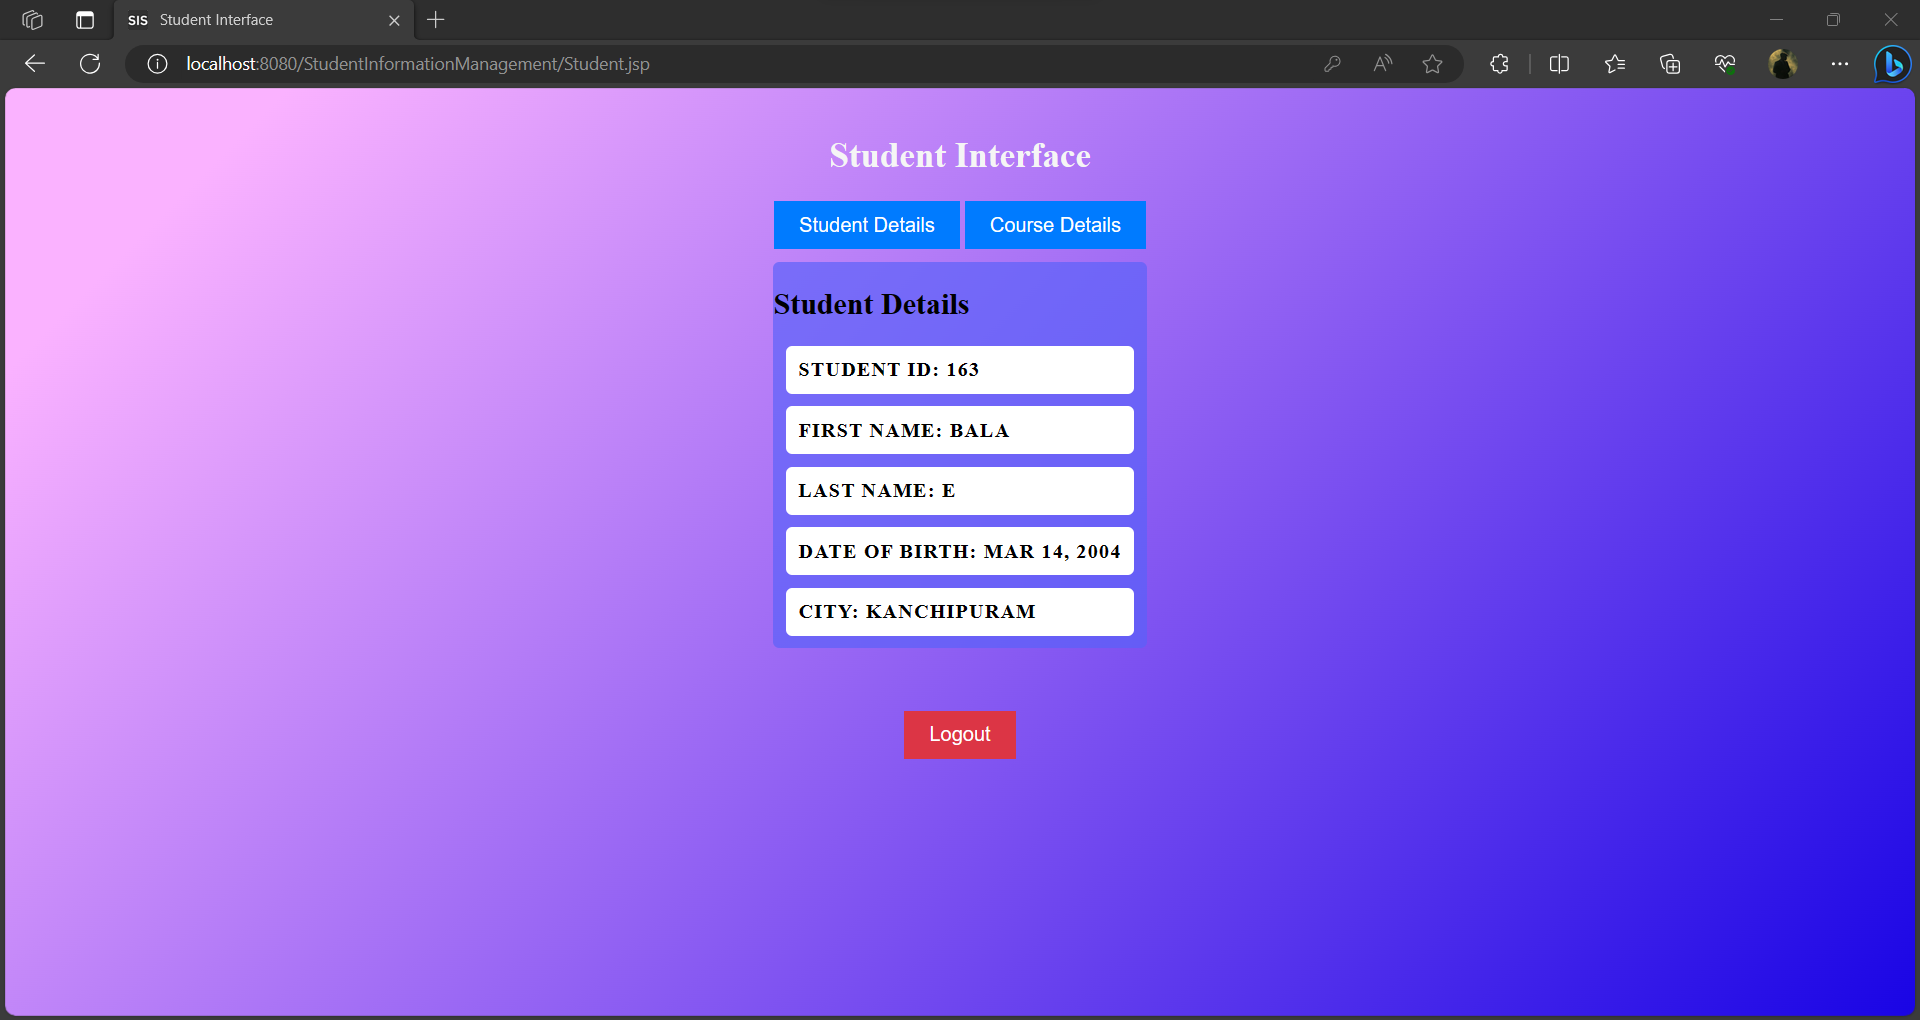 SIS Student Interface
localhost:8080/StudentInformationManagement/Student.jsp
Student Interface
Student Details Course Details
Student Details
STUDENT ID: 163
FIRST NAME: BALA
LAST NAME: E
DATE OF BIRTH: MAR 14, 2004
CITY: KANCHIPURAM
Logout